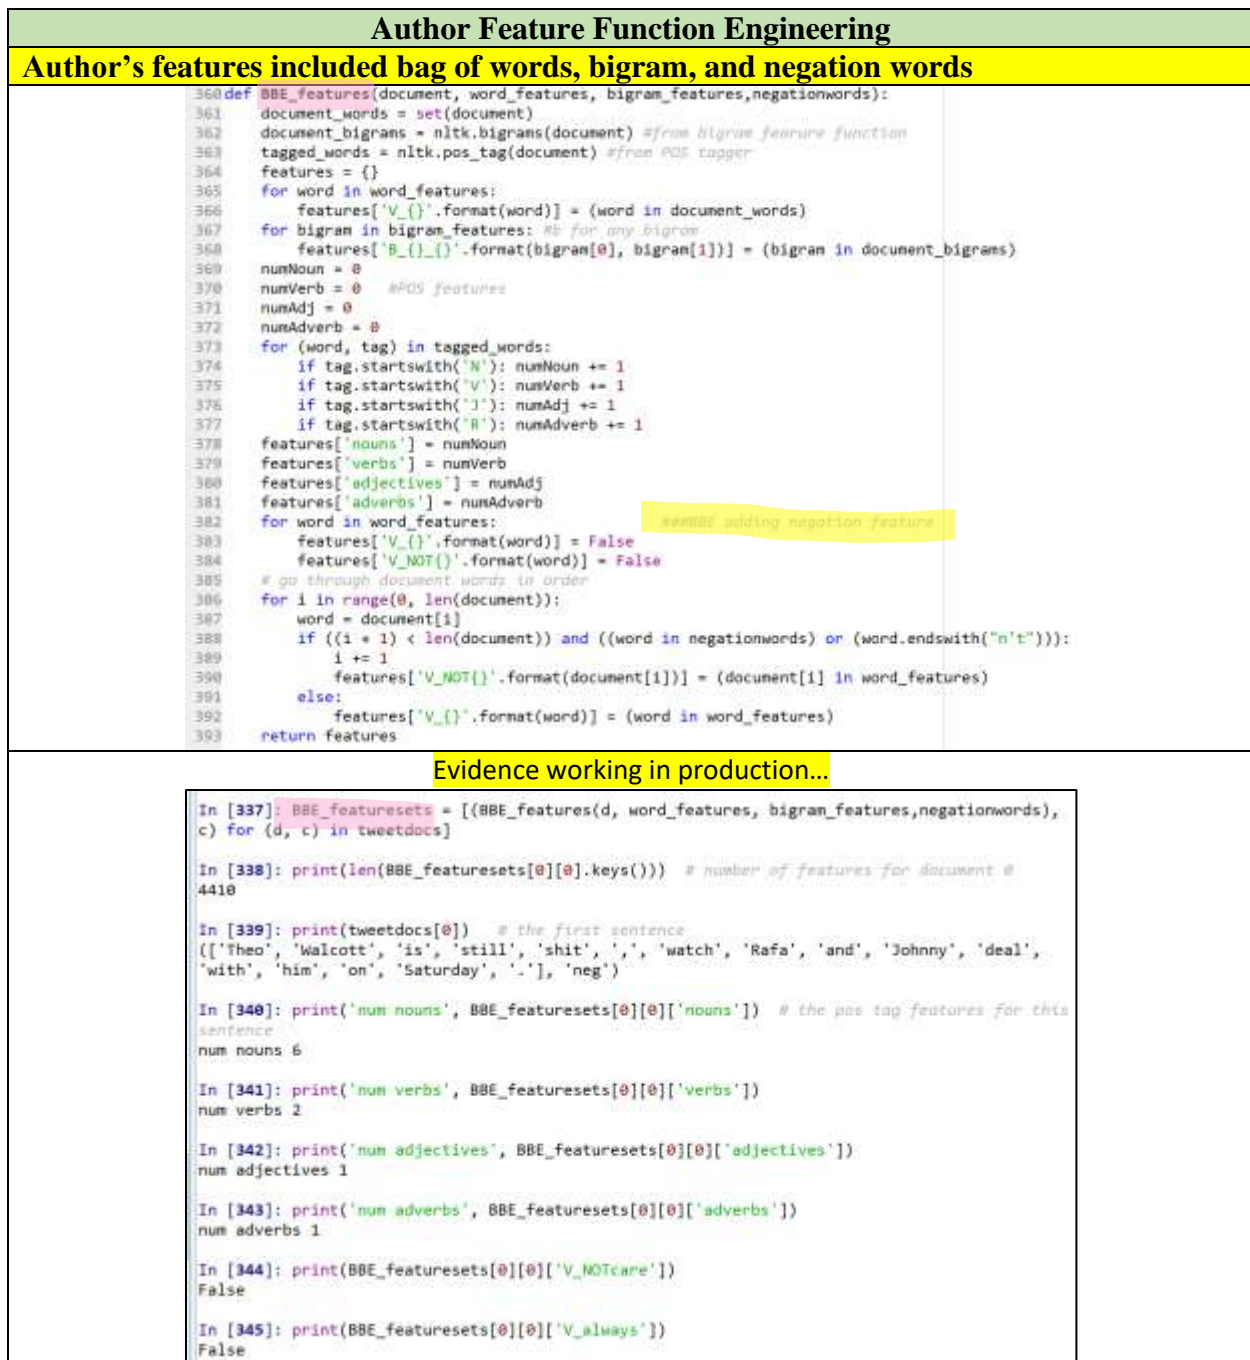 Author Feature Function Engineering
Author's features included bag of words, bigram, and negation words
360 def BBE_features(document, word_features, bigram_features,negationwords):
361 document_words = set(document)
362 document_bigrams = nltk.bigrams(document) #from bigram fearure function
363 tagged_words = nltk.pos_tag(document) #from POS tagger
364 features = {}
365 for word in word_features:
366 features['V_{}'.format(word)] = (word in document_words)
367 for bigram in bigram_features: #b for any bigram
368 features['B_{}_{}'.format(bigram[0], bigram[1])] = (bigram in document_bigrams)
369 numNoun = 0
370 numVerb = 0 #POS features
371 numAdj = 0
372 numAdverb = 0
373 for (word, tag) in tagged_words:
374 if tag.startswith('N'): numNoun += 1
375 if tag.startswith('V'): numVerb += 1
376 if tag.startswith('J'): numAdj += 1
377 if tag.startswith('R'): numAdverb += 1
378 features['nouns'] = numNoun
379 features['verbs'] = numVerb
380 features['adjectives'] = numAdj
381 features['adverbs'] = numAdverb
382 for word in word_features: ###BBE adding negation feature
383 features['V_{}'.format(word)] = False
384 features['V_NOT{}'.format(word)] = False
385 # go through document words in order
386 for i in range(0, len(document)):
387 word = document[i]
388 if ((i + 1) < len(document)) and ((word in negationwords) or (word.endswith("n't"))):
389 i += 1
390 features['V_NOT{}'.format(document[i])] = (document[i] in word_features)
391 else:
392 features['V_{}'.format(word)] = (word in word_features)
393 return features
Evidence working in production…
In [337]: BBE_featuresets = [(BBE_features(d, word_features, bigram_features,negationwords),
c) for (d, c) in tweetdocs]
In [338]: print(len(BBE_featuresets[0][0].keys())) # number of features for document 0
4410
In [339]: print(tweetdocs[0]) # the first sentence
(['Theo', 'Walcott', 'is', 'still', 'shit', ',', 'watch', 'Rafa', 'and', 'Johnny', 'deal',
'with', 'him', 'on', 'Saturday', '.'], 'neg')
In [340]: print('num nouns', BBE_featuresets[0][0]['nouns']) # the pos tag features for this
sentence
num nouns 6
In [341]: print('num verbs', BBE_featuresets[0][0]['verbs'])
num verbs 2
In [342]: print('num adjectives', BBE_featuresets[0][0]['adjectives'])
num adjectives 1
In [343]: print('num adverbs', BBE_featuresets[0][0]['adverbs'])
num adverbs 1
In [344]: print(BBE_featuresets[0][0]['V_NOTcare'])
False
In [345]: print(BBE_featuresets[0][0]['V_always'])
False